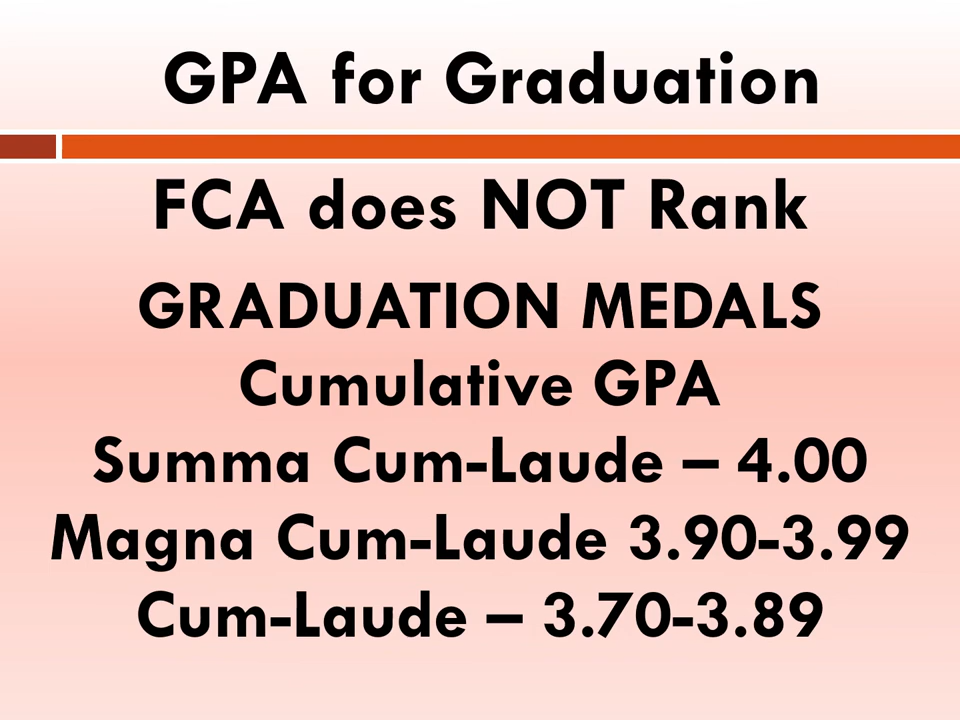 GPA for Graduation
FCA does NOT Rank
GRADUATION MEDALS
Cumulative GPA
Summa Cum-Laude – 4.00
Magna Cum-Laude 3.90-3.99
Cum-Laude – 3.70-3.89